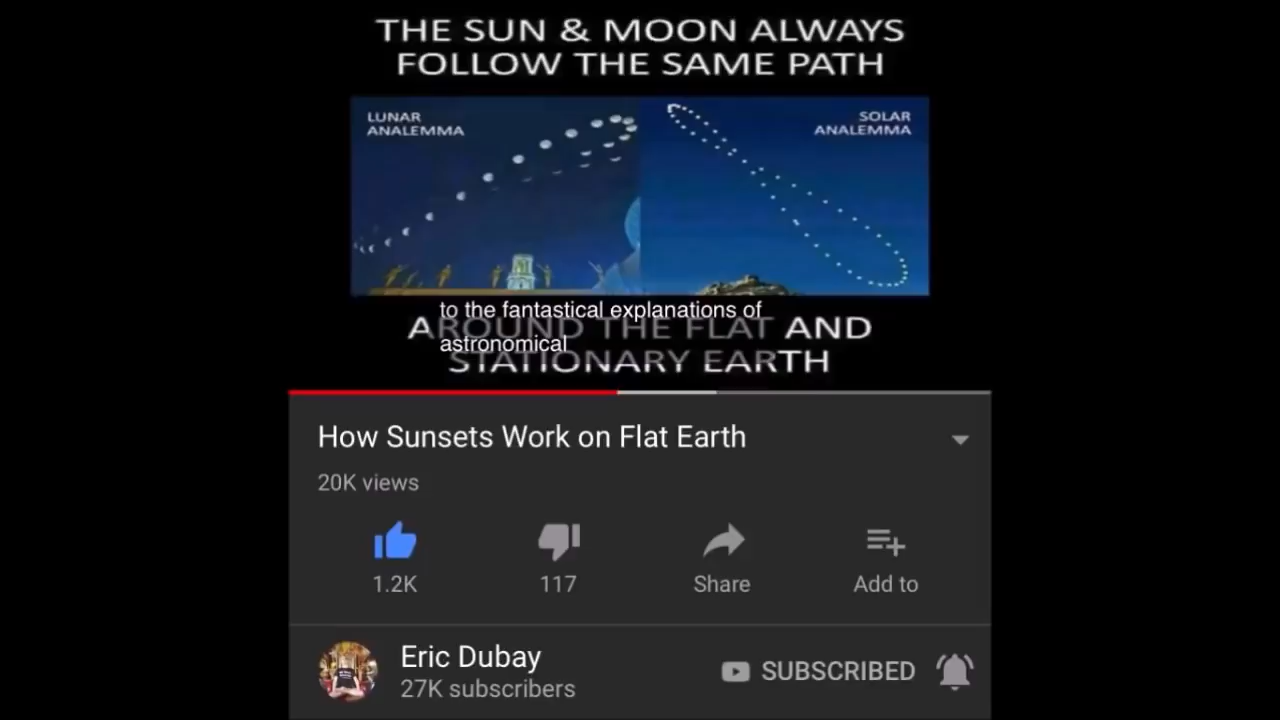 THE SUN & MOON ALWAYS
FOLLOW THE SAME PATH
LUNAR
ANALEMMA
SOLAR
ANALEMMA
to the fantastical explanations of
AROUND THE FLAT AND
astronomical
STATIONARY EARTH
How Sunsets Work on Flat Earth
20K views
1.2K
117
Share
Add to
Eric Dubay
27K subscribers
SUBSCRIBED